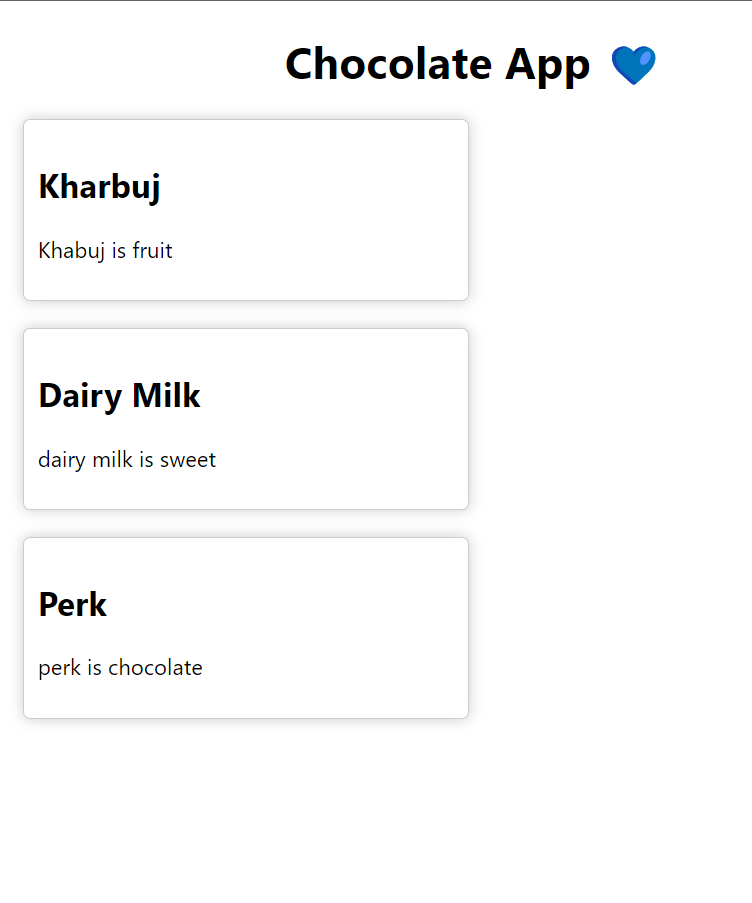 Chocolate App 💙
Kharbuj
Khabuj is fruit
Dairy Milk
dairy milk is sweet
Perk
perk is chocolate